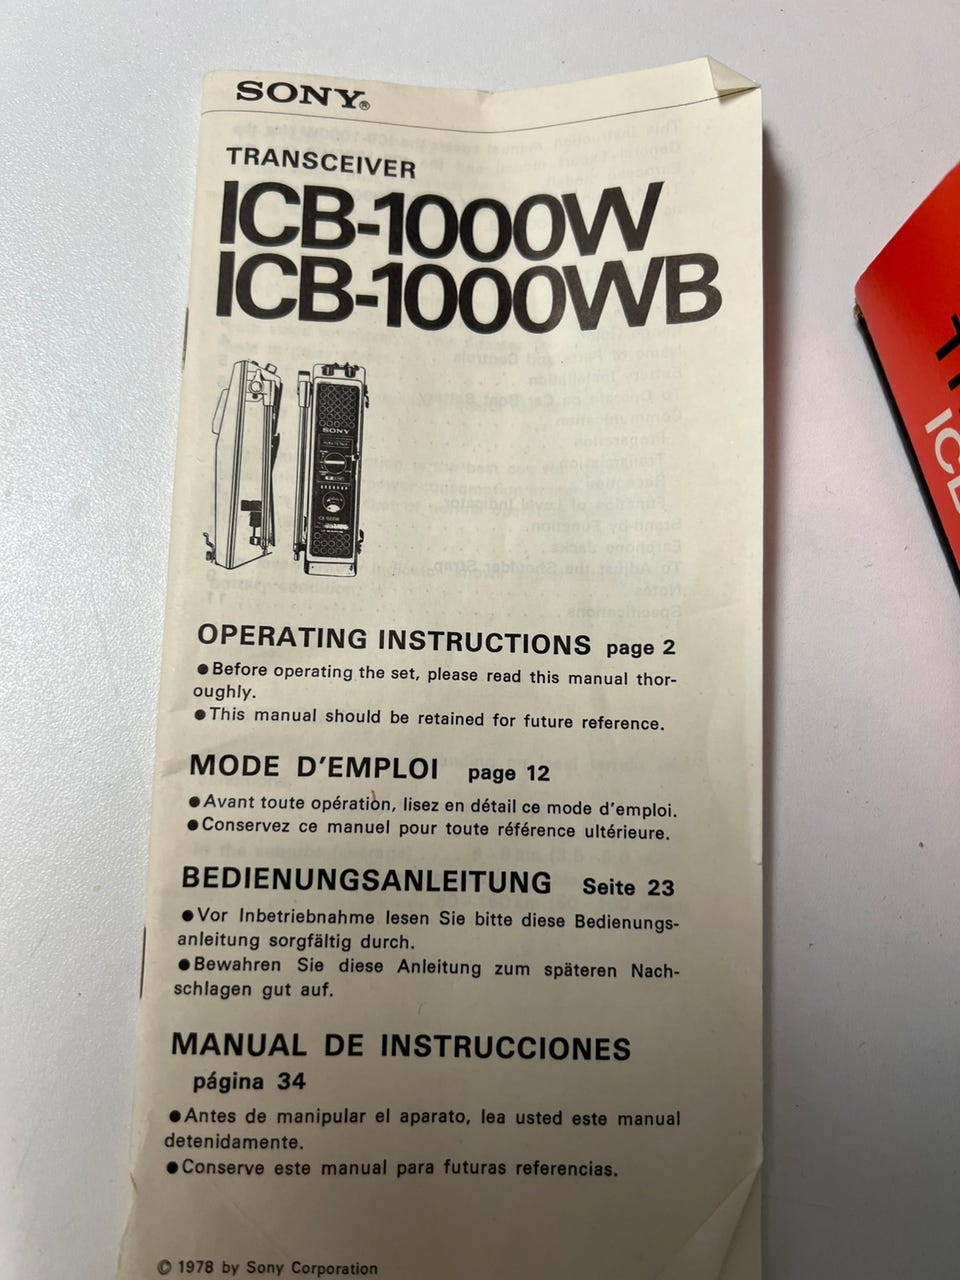 SONY®
TRANSCEIVER
ICB-1000W
ICB-1000WB
SONY
OPERATING INSTRUCTIONS page 2
●Before operating the set, please read this manual thor-
oughly.
●This manual should be retained for future reference.
MODE D'EMPLOI page 12
●Avant toute opération, lisez en détail ce mode d'emploi.
●Conservez ce manuel pour toute référence ultérieure.
BEDIENUNGSANLEITUNG Seite 23
●Vor Inbetriebnahme lesen Sie bitte diese Bedienungs-
anleitung sorgfältig durch.
●Bewahren Sie diese Anleitung zum späteren Nach-
schlagen gut auf.
MANUAL DE INSTRUCCIONES
página 34
●Antes de manipular el aparato, lea usted este manual
detenidamente.
●Conserve este manual para futuras referencias.
© 1978 by Sony Corporation